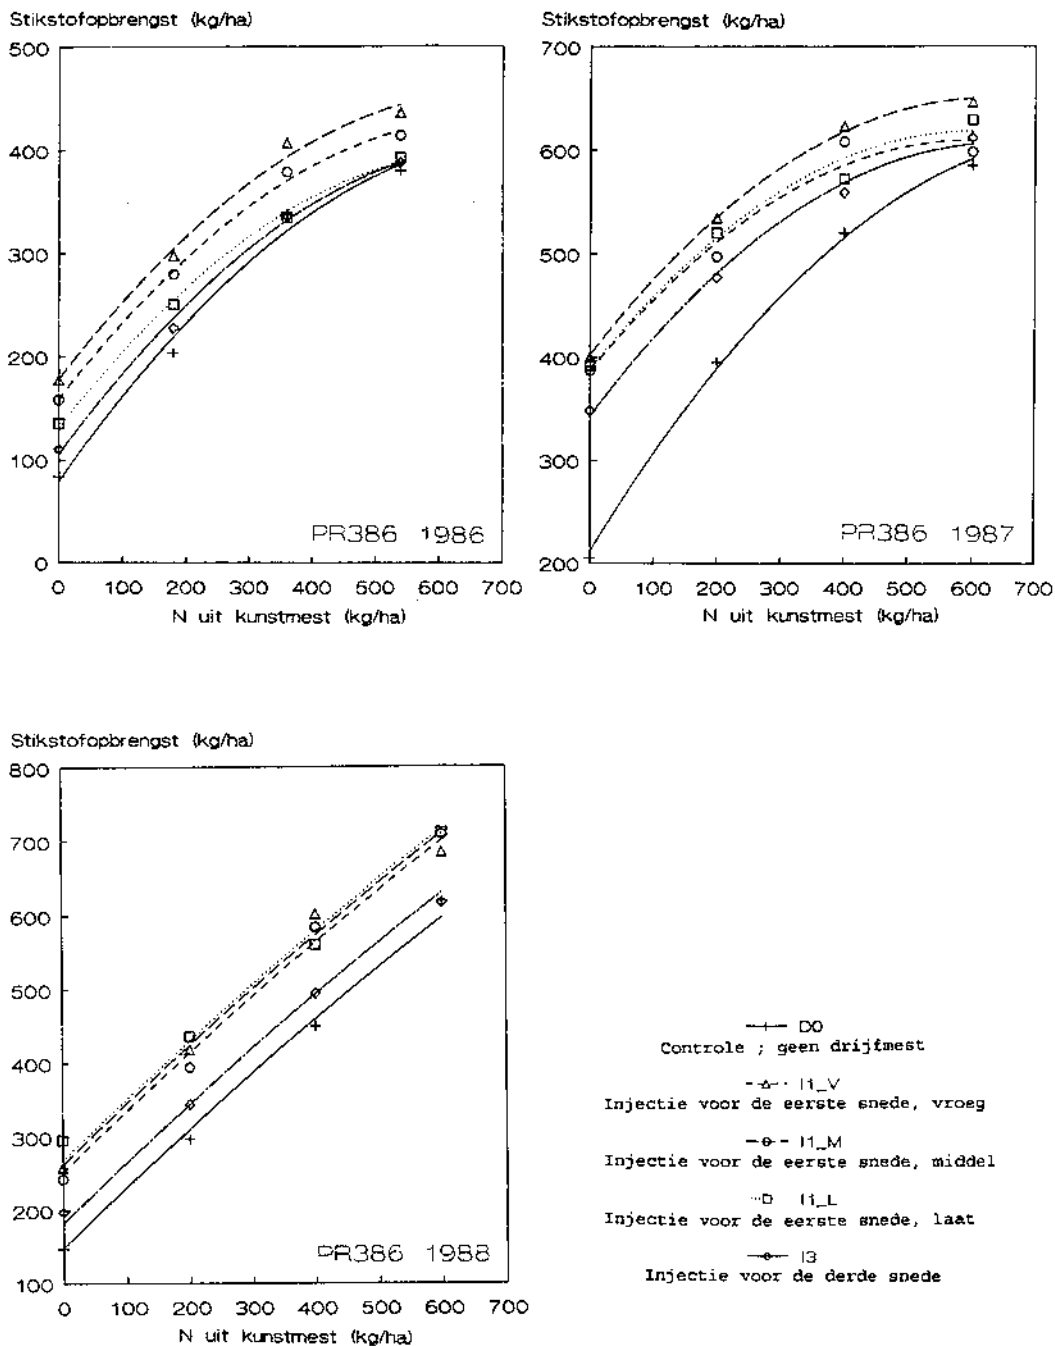 Stikstofopbrengst (kg/ha)
500
400
300
200
100
0
0 100 200 300 400 500 600 700
N uit kunstmest (kg/ha)
PR386 1986
Stikstofopbrengst (kg/ha)
700
600
500
400
300
200
0 100 200 300 400 500 600 700
N uit kunstmest (kg/ha)
PR386 1987
Stikstofopbrengst (kg/ha)
800
700
600
500
400
300
200
100
0 100 200 300 400 500 600 700
N uit kunstmest (kg/ha)
PR386 1988
D0
Controle ; geen drijfmest
I1_V
Injectie voor de eerste snede, vroeg
I1_M
Injectie voor de eerste snede, middel
I1_L
Injectie voor de eerste snede, laat
I3
Injectie voor de derde snede